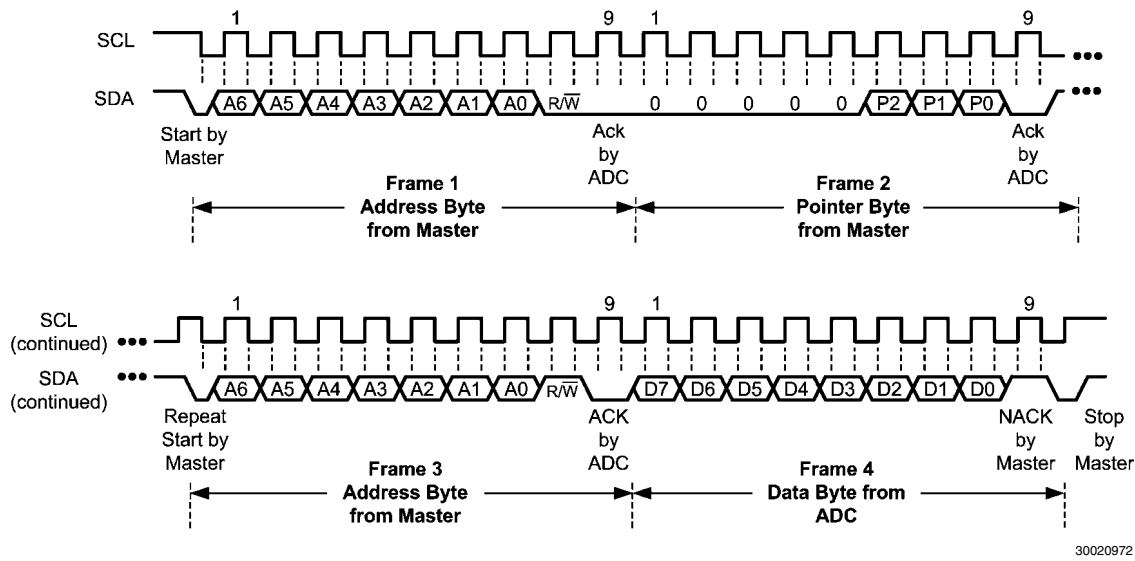 1 9 1 9
SCL
SDA A6 A5 A4 A3 A2 A1 A0 R/W̅ 0 0 0 0 0 P2 P1 P0
Start by
Master
Ack
by
ADC
Ack
by
ADC
Frame 1
Address Byte
from Master
Frame 2
Pointer Byte
from Master
1 9 1 9
SCL
(continued)
SDA
(continued)
A6 A5 A4 A3 A2 A1 A0 R/W̅ D7 D6 D5 D4 D3 D2 D1 D0
Repeat
Start by
Master
ACK
by
ADC
NACK
by
Master
Stop
by
Master
Frame 3
Address Byte
from Master
Frame 4
Data Byte from
ADC
30020972